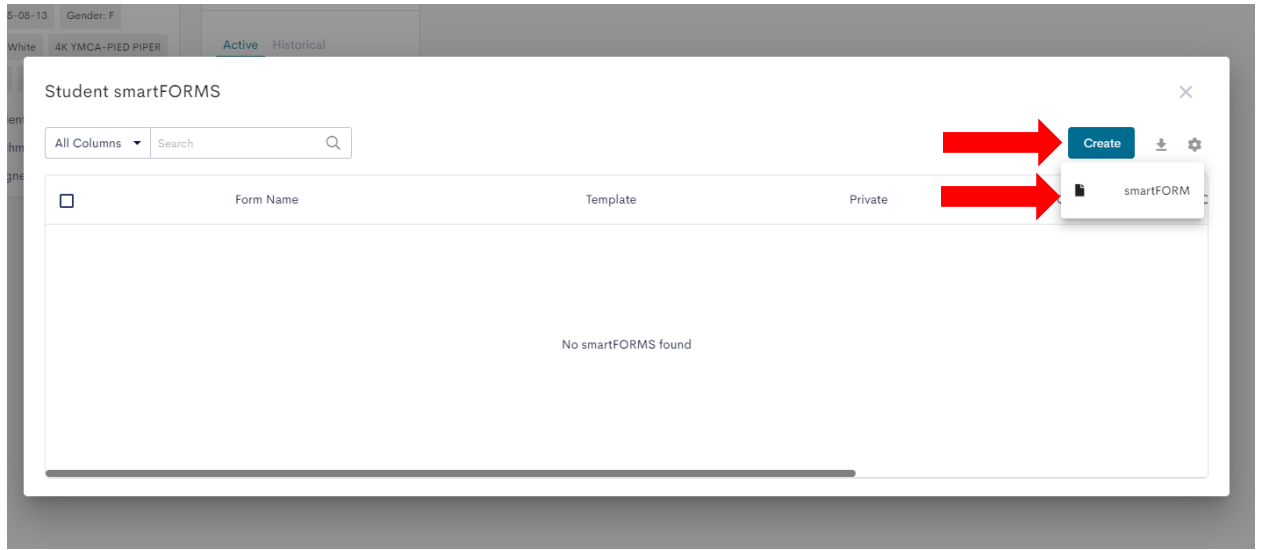 5-08-13 Gender: F
White 4K YMCA-PIED PIPER Active Historical
Student smartFORMS
All Columns Search Create
smartFORM
Form Name Template Private
No smartFORMS found